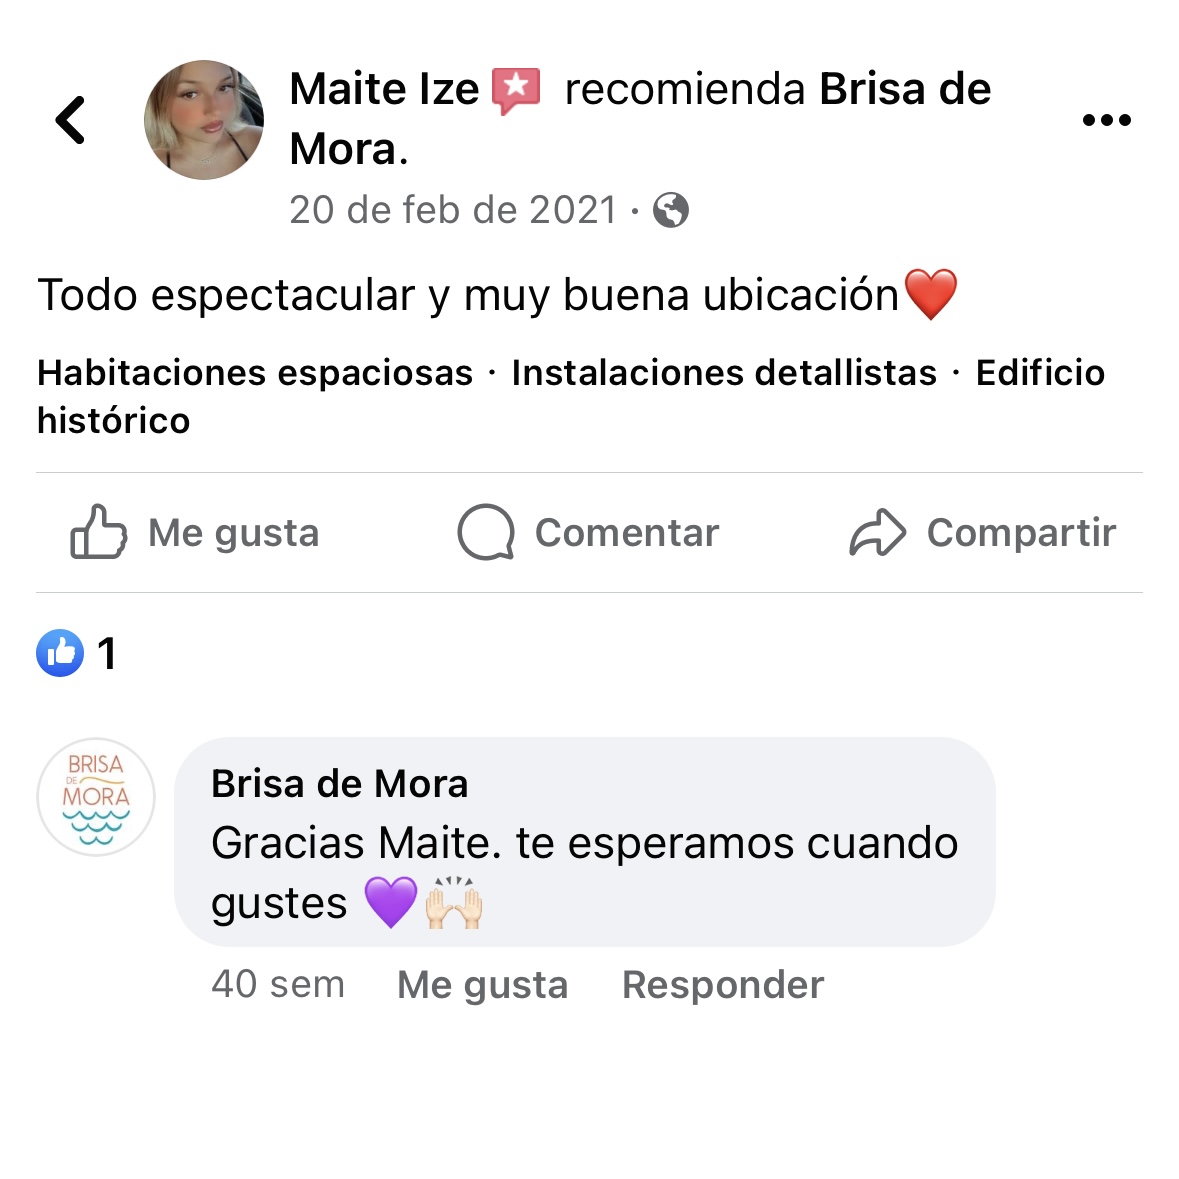 Maite Ize recomienda Brisa de
Mora.
20 de feb de 2021 ·
Todo espectacular y muy buena ubicación❤️
Habitaciones espaciosas · Instalaciones detallistas · Edificio
histórico
Me gusta Comentar Compartir
1
BRISA
DE
MORA
Brisa de Mora
Gracias Maite. te esperamos cuando
gustes 💜🙌🏻
40 sem Me gusta Responder